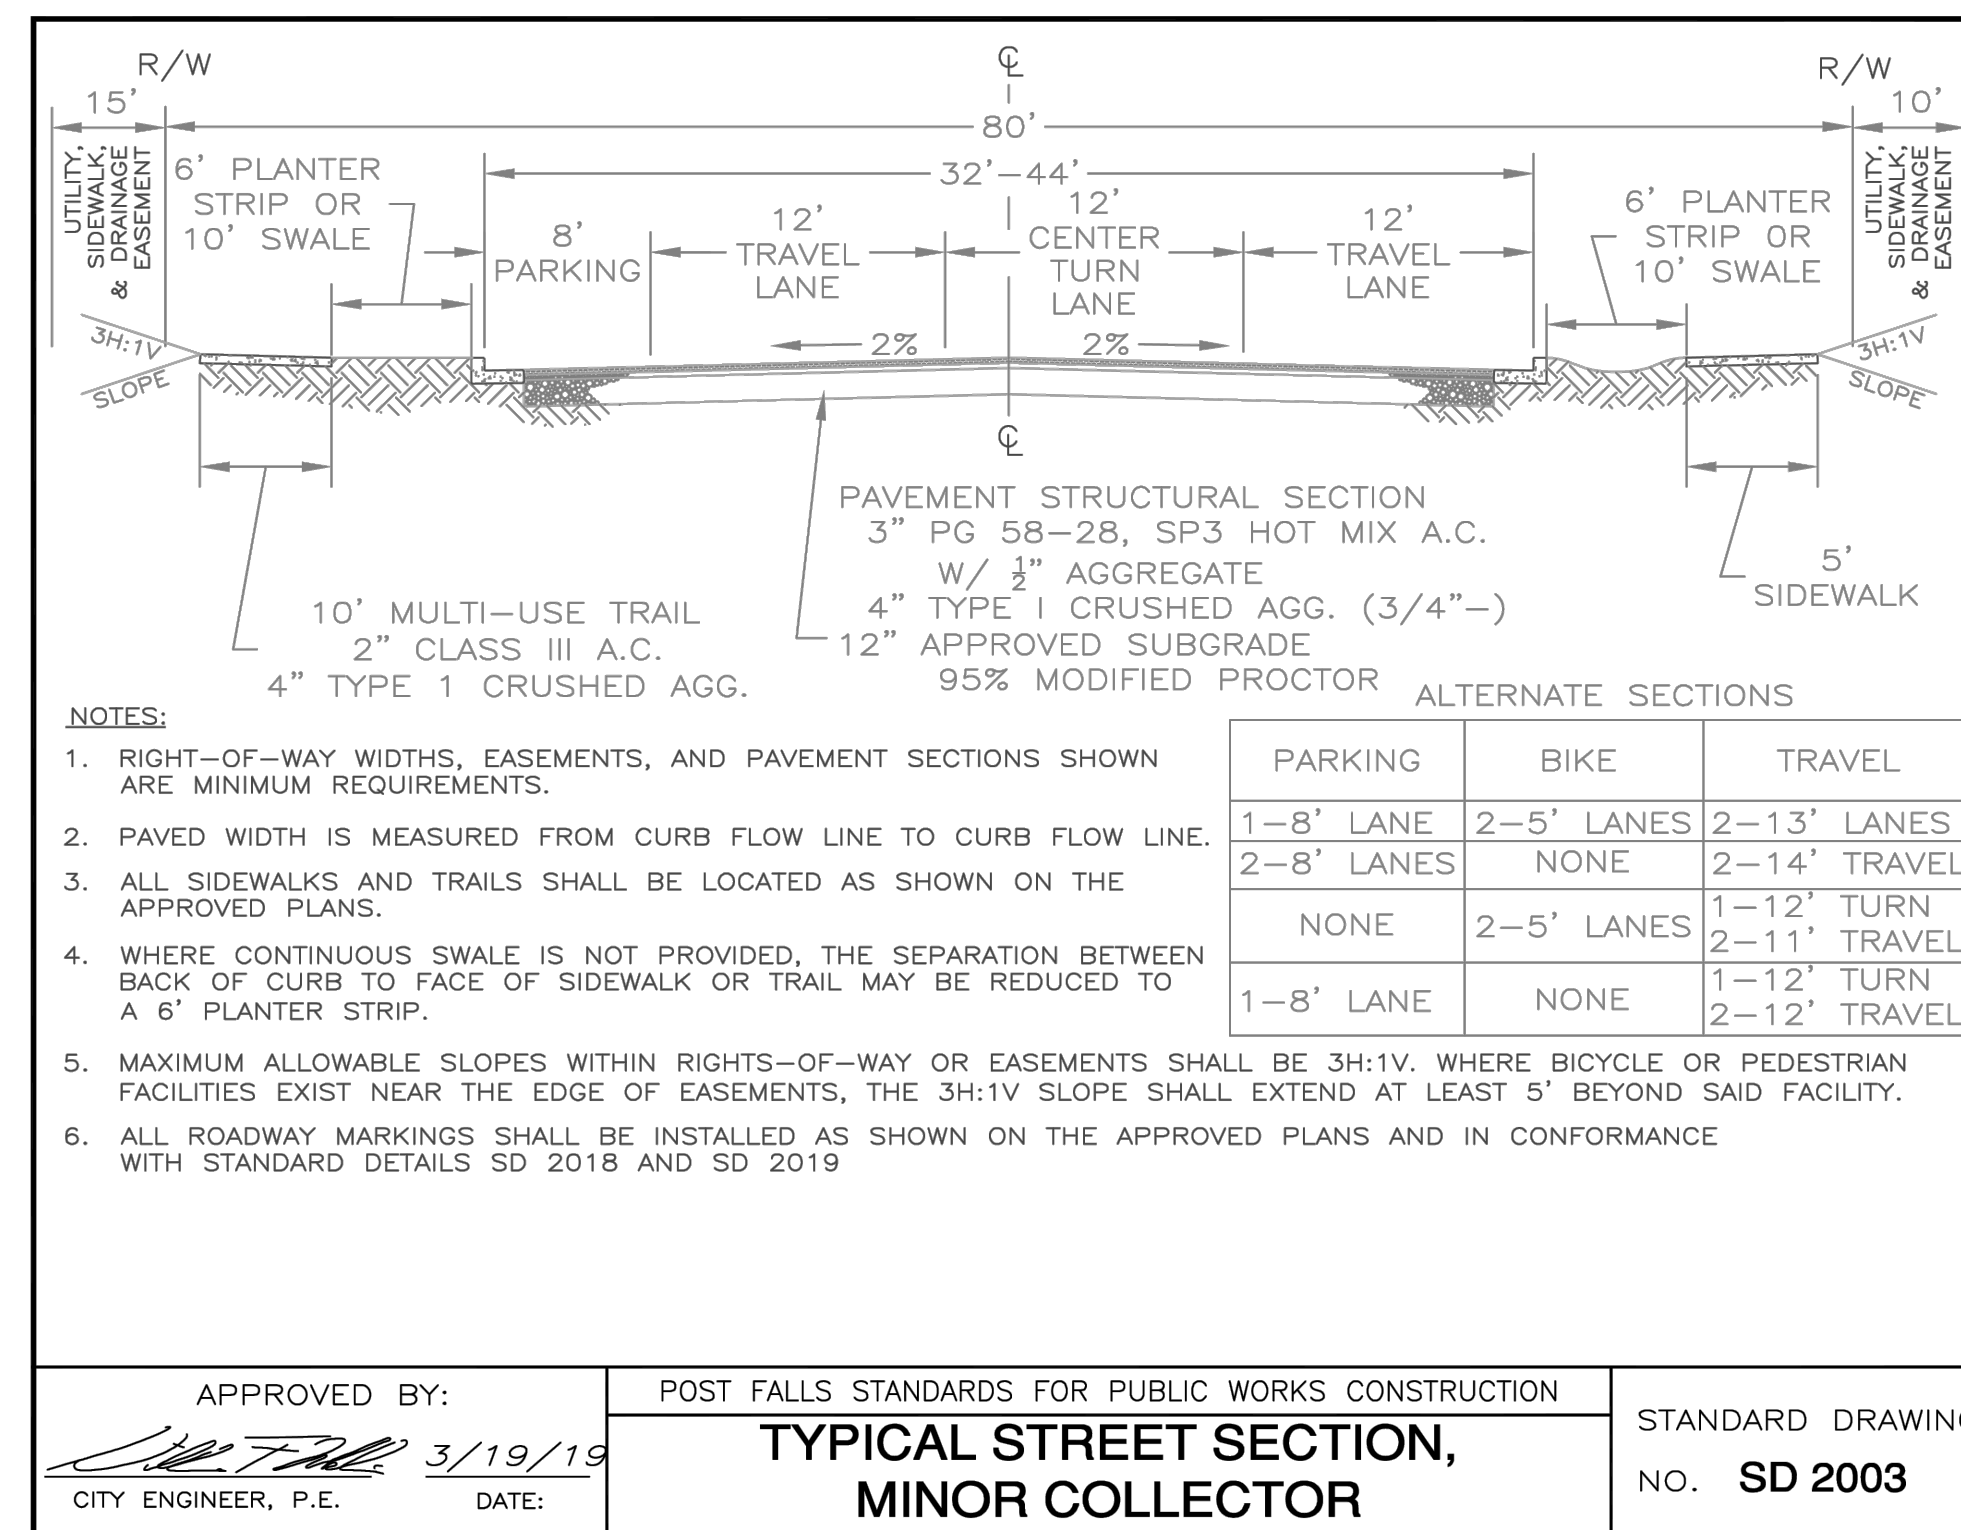 R/W
℄
R/W
15'
80'
10'
UTILITY,
SIDEWALK,
& DRAINAGE
EASEMENT
6' PLANTER
STRIP OR
10' SWALE
32'-44'
8'
PARKING
12'
TRAVEL
LANE
12'
CENTER
TURN
LANE
12'
TRAVEL
LANE
6' PLANTER
STRIP OR
10' SWALE
UTILITY,
SIDEWALK,
& DRAINAGE
EASEMENT
2%
2%
3H:1V
SLOPE
3H:1V
SLOPE
℄
PAVEMENT STRUCTURAL SECTION
3" PG 58-28, SP3 HOT MIX A.C.
W/ 1/2" AGGREGATE
4" TYPE I CRUSHED AGG. (3/4"-)
12" APPROVED SUBGRADE
95% MODIFIED PROCTOR
10' MULTI-USE TRAIL
2" CLASS III A.C.
4" TYPE 1 CRUSHED AGG.
5'
SIDEWALK
NOTES:
1. RIGHT-OF-WAY WIDTHS, EASEMENTS, AND PAVEMENT SECTIONS SHOWN
ARE MINIMUM REQUIREMENTS.
2. PAVED WIDTH IS MEASURED FROM CURB FLOW LINE TO CURB FLOW LINE.
3. ALL SIDEWALKS AND TRAILS SHALL BE LOCATED AS SHOWN ON THE
APPROVED PLANS.
4. WHERE CONTINUOUS SWALE IS NOT PROVIDED, THE SEPARATION BETWEEN
BACK OF CURB TO FACE OF SIDEWALK OR TRAIL MAY BE REDUCED TO
A 6' PLANTER STRIP.
ALTERNATE SECTIONS
PARKING BIKE TRAVEL
1-8' LANE 2-5' LANES 2-13' LANES
2-8' LANES NONE 2-14' TRAVEL
NONE 2-5' LANES 1-12' TURN
2-11' TRAVEL
1-8' LANE NONE 1-12' TURN
2-12' TRAVEL
5. MAXIMUM ALLOWABLE SLOPES WITHIN RIGHTS-OF-WAY OR EASEMENTS SHALL BE 3H:1V. WHERE BICYCLE OR PEDESTRIAN
FACILITIES EXIST NEAR THE EDGE OF EASEMENTS, THE 3H:1V SLOPE SHALL EXTEND AT LEAST 5' BEYOND SAID FACILITY.
6. ALL ROADWAY MARKINGS SHALL BE INSTALLED AS SHOWN ON THE APPROVED PLANS AND IN CONFORMANCE
WITH STANDARD DETAILS SD 2018 AND SD 2019
APPROVED BY:
3/19/19
CITY ENGINEER, P.E. DATE:
POST FALLS STANDARDS FOR PUBLIC WORKS CONSTRUCTION
TYPICAL STREET SECTION,
MINOR COLLECTOR
STANDARD DRAWING
NO. SD 2003